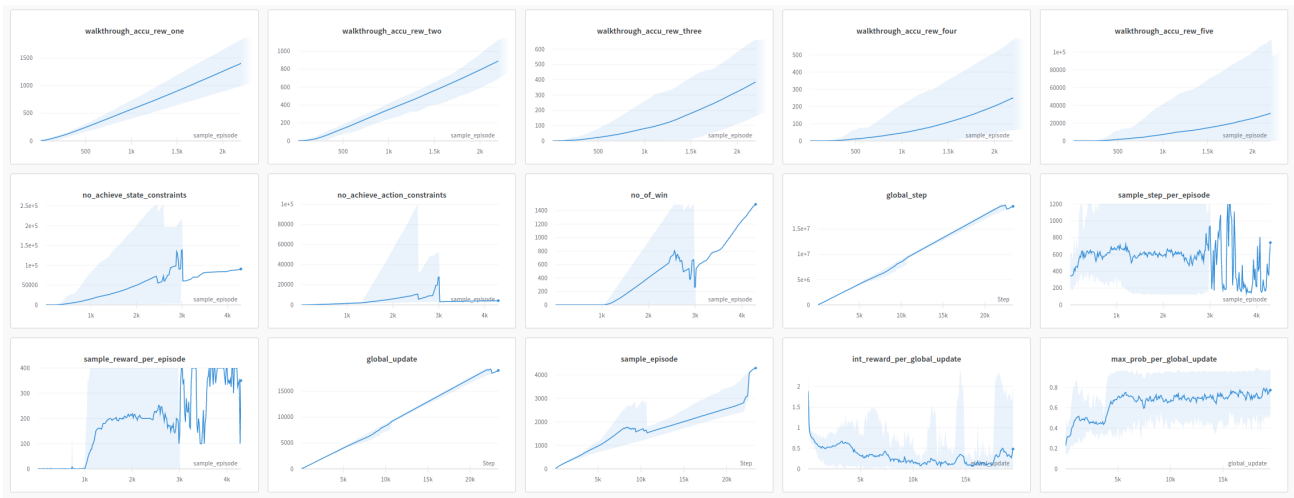 walkthrough_accu_rew_one
1500
1000
500
0
sample_episode
500 1k 1.5k 2k
walkthrough_accu_rew_two
1000
800
600
400
200
0
sample_episode
500 1k 1.5k 2k
walkthrough_accu_rew_three
600
500
400
300
200
100
0
sample_episode
500 1k 1.5k 2k
walkthrough_accu_rew_four
500
400
300
200
100
0
sample_episode
500 1k 1.5k 2k
walkthrough_accu_rew_five
1e+5
80000
60000
40000
20000
0
sample_episode
500 1k 1.5k 2k
no_achieve_state_constraints
2.5e+5
2e+5
1.5e+5
1e+5
50000
0
sample_episode
1k 2k 3k 4k
no_achieve_action_constraints
1e+5
80000
60000
40000
20000
0
sample_episode
1k 2k 3k 4k
no_of_win
1400
1200
1000
800
600
400
200
0
sample_episode
1k 2k 3k 4k
global_step
1.5e+7
1e+7
5e+6
Step
5k 10k 15k 20k
sample_step_per_episode
1200
1000
800
600
400
200
0
sample_episode
1k 2k 3k 4k
sample_reward_per_episode
400
300
200
100
0
sample_episode
1k 2k 3k 4k
global_update
15000
10000
5000
0
Step
5k 10k 15k 20k
sample_episode
4000
3000
2000
1000
0
Step
5k 10k 15k 20k
int_reward_per_global_update
2
1.5
1
0.5
0
global_update
5k 10k 15k
max_prob_per_global_update
0.8
0.6
0.4
0.2
0
global_update
5k 10k 15k